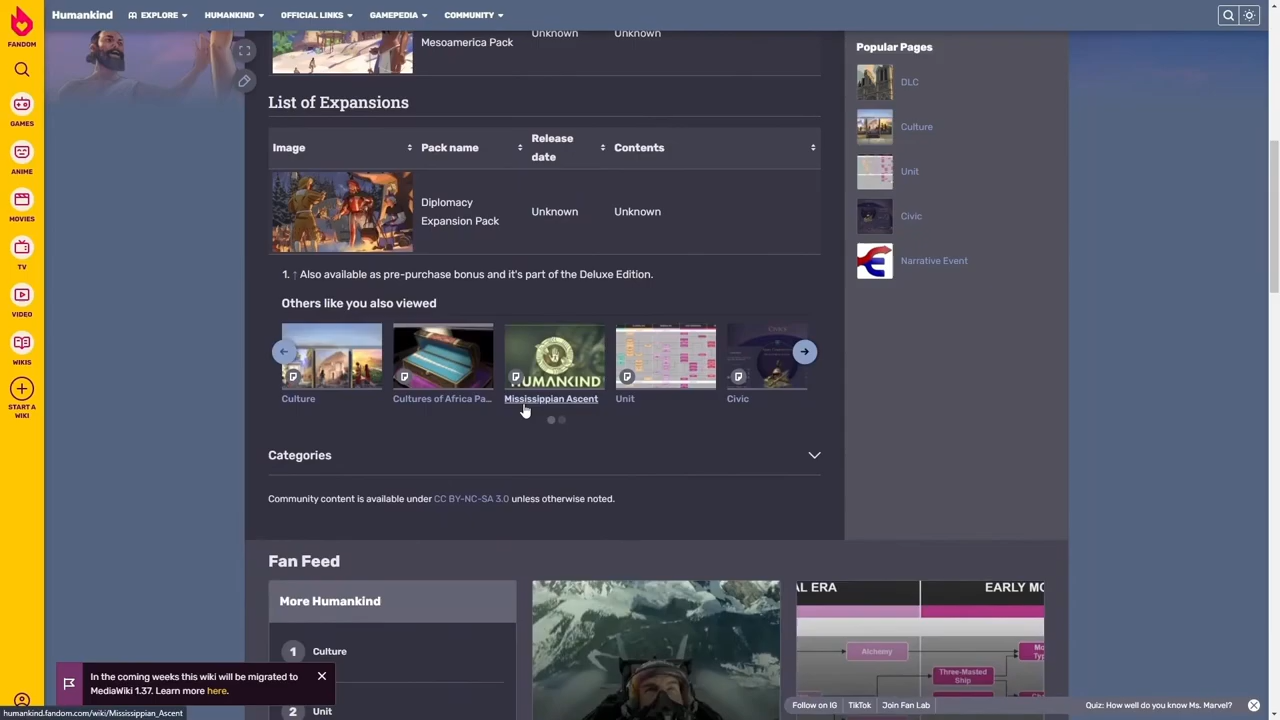 FANDOM
GAMES
ANIME
MOVIES
TV
VIDEO
WIKIS
START A
WIKI
Humankind
EXPLORE
HUMANKIND
OFFICIAL LINKS
GAMEPEDIA
COMMUNITY
Mesoamerica Pack
Unknown
Unknown
List of Expansions
Image
Pack name
Release
date
Contents
Diplomacy
Expansion Pack
Unknown
Unknown
1. ↑ Also available as pre-purchase bonus and it's part of the Deluxe Edition.
Others like you also viewed
HUMANKIND
Culture
Cultures of Africa Pa...
Mississippian Ascent
Unit
Civic
Categories
Community content is available under CC BY-NC-SA 3.0 unless otherwise noted.
Popular Pages
DLC
Culture
Unit
Civic
Narrative Event
Fan Feed
More Humankind
1 Culture
2 Unit
AL ERA
EARLY MO
Alchemy
Three-Masted
Ship
In the coming weeks this wiki will be migrated to
MediaWiki 1.37. Learn more here.
humankind.fandom.com/wiki/Mississippian_Ascent
Follow on IG
TikTok
Join Fan Lab
Quiz: How well do you know Ms. Marvel?